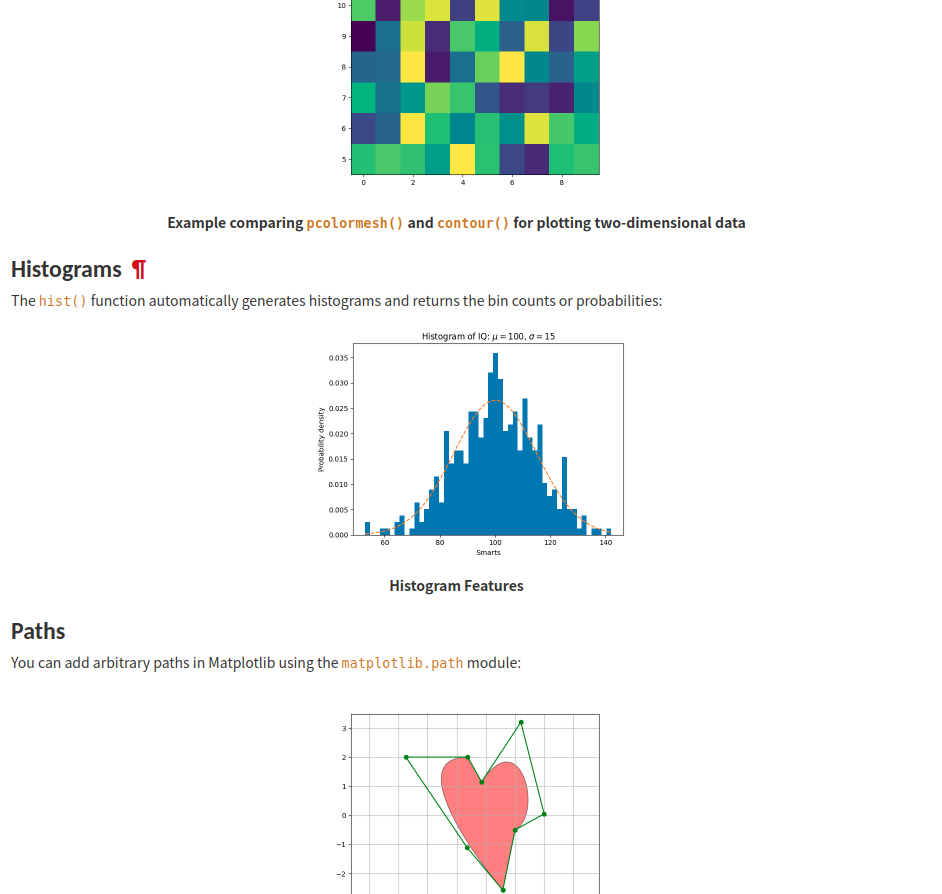 10
9
8
7
6
5
0 2 4 6 8
Example comparing pcolormesh() and contour() for plotting two-dimensional data
Histograms ¶
The hist() function automatically generates histograms and returns the bin counts or probabilities:
Histogram of IQ: μ = 100, σ = 15
0.035
0.030
0.025
0.020
0.015
0.010
0.005
0.000
Probability density
60 80 100 120 140
Smarts
Histogram Features
Paths
You can add arbitrary paths in Matplotlib using the matplotlib.path module:
3
2
1
0
−1
−2